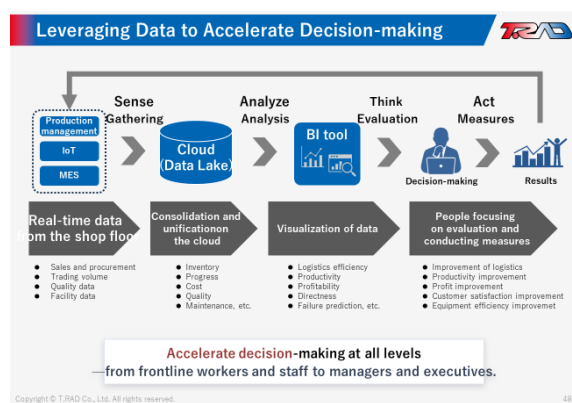 Leveraging Data to Accelerate Decision-making
T.RAD
Sense
Gathering
Analyze
Analysis
Think
Evaluation
Act
Measures
Production
management
IoT
MES
Cloud
(Data Lake)
BI tool
Decision-making
Results
Real-time data
from the shop floor
Consolidation and
unificationon
the cloud
Visualization of data
People focusing
on evaluation and
conducting measures
● Sales and procurement
● Trading volume
● Quality data
● Facility data
● Inventory
● Progress
● Cost
● Quality
● Maintenance, etc.
● Logistics efficiency
● Productivity
● Profitability
● Directness
● Failure prediction, etc.
● Improvement of logistics
● Productivity improvement
● Profit improvement
● Customer satisfaction improvement
● Equipment efficiency improvemet
Accelerate decision-making at all levels
—from frontline workers and staff to managers and executives.
Copyright © T.RAD Co., Ltd. All rights reserved.
48